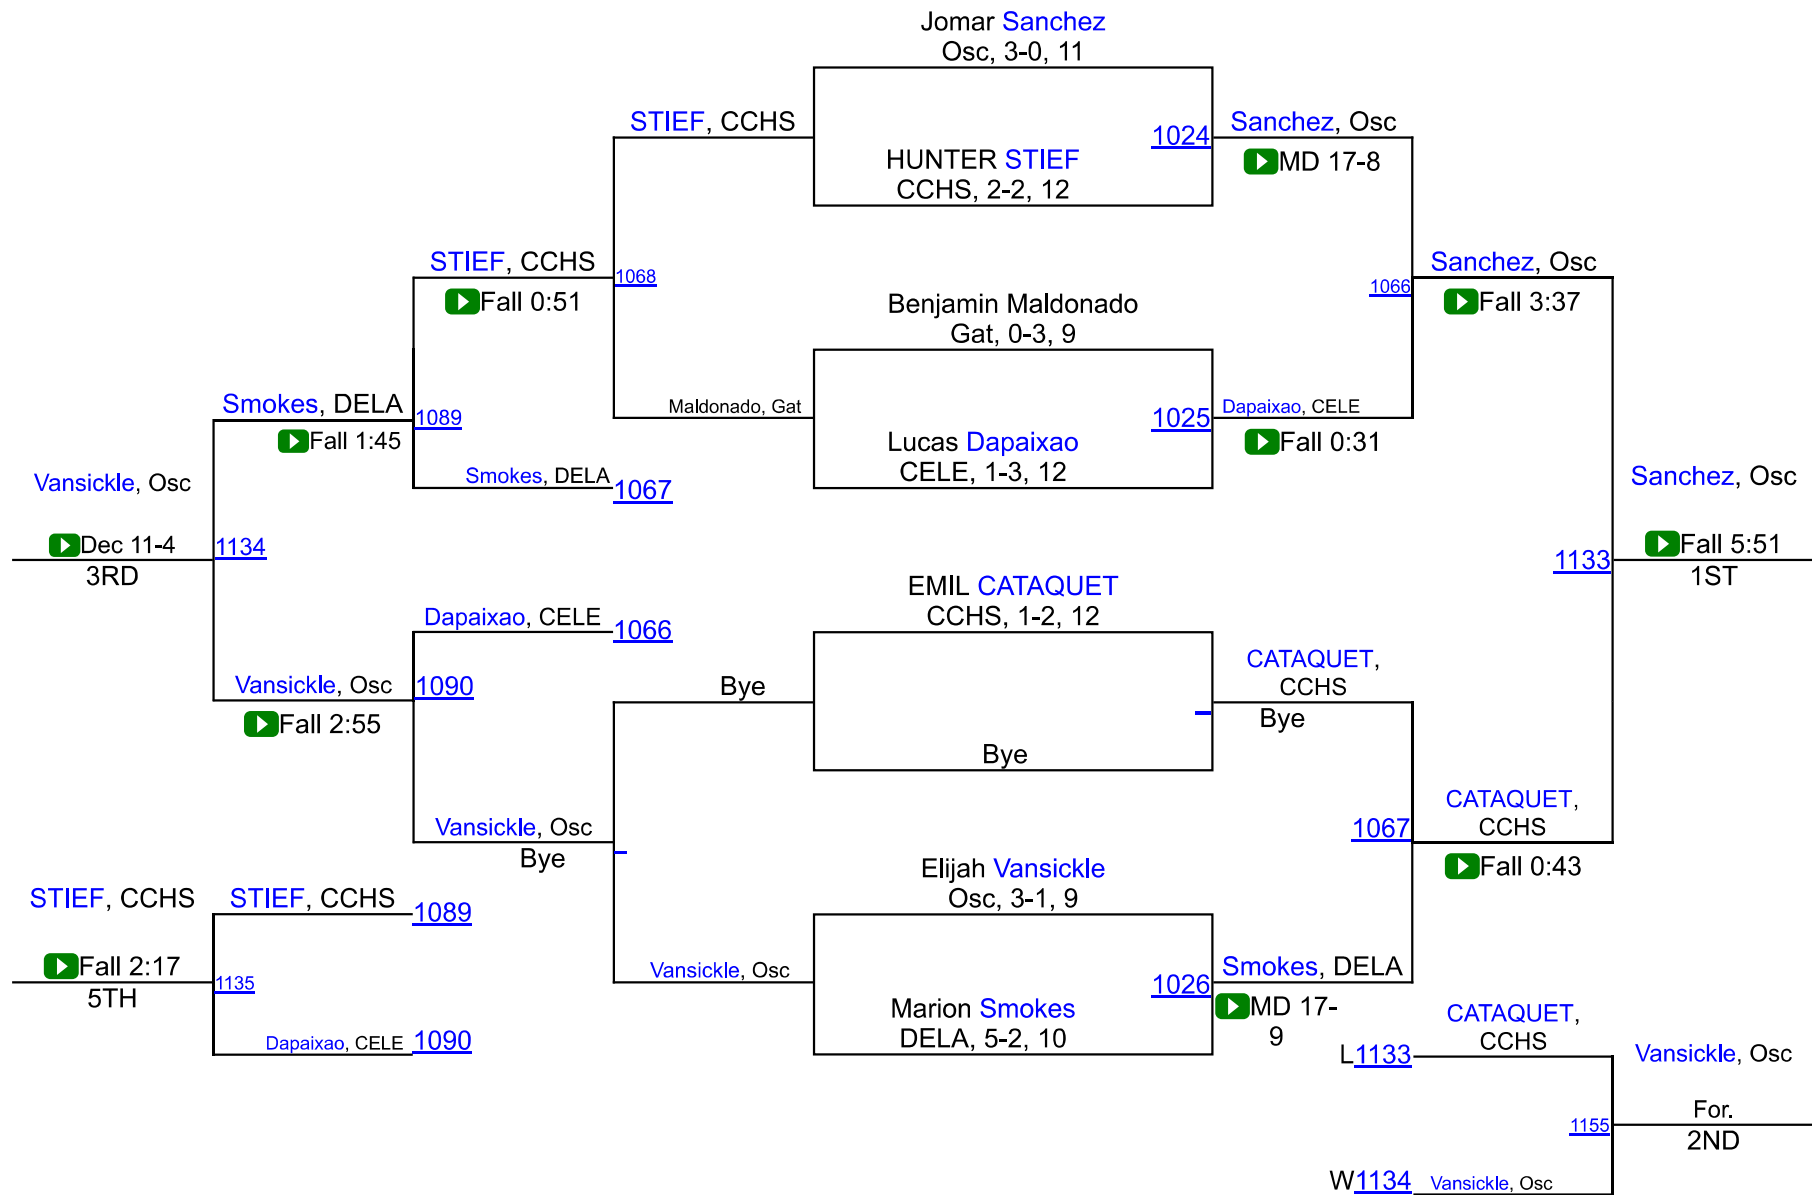 Jomar Sanchez
Osc, 3-0, 11
STIEF, CCHS
1024
Sanchez, Osc
MD 17-8
HUNTER STIEF
CCHS, 2-2, 12
STIEF, CCHS
Fall 0:51
1068
1066
Sanchez, Osc
Fall 3:37
Benjamin Maldonado
Gat, 0-3, 9
Smokes, DELA
Fall 1:45
1089
Maldonado, Gat
1025
Dapaixao, CELE
Fall 0:31
Lucas Dapaixao
CELE, 1-3, 12
Smokes, DELA
1067
Vansickle, Osc
Dec 11-4
3RD
1134
Sanchez, Osc
1133
Fall 5:51
1ST
EMIL CATAQUET
CCHS, 1-2, 12
Dapaixao, CELE
1066
Vansickle, Osc
Fall 2:55
1090
Bye
CATAQUET,
CCHS
Bye
Bye
Vansickle, Osc
Bye
1067
CATAQUET,
CCHS
Fall 0:43
Elijah Vansickle
Osc, 3-1, 9
STIEF, CCHS
STIEF, CCHS
1089
Fall 2:17
5TH
1135
Vansickle, Osc
1026
Smokes, DELA
MD 17-
9
Marion Smokes
DELA, 5-2, 10
Dapaixao, CELE
1090
CATAQUET,
CCHS
L1133
Vansickle, Osc
1155
For.
2ND
W1134
Vansickle, Osc